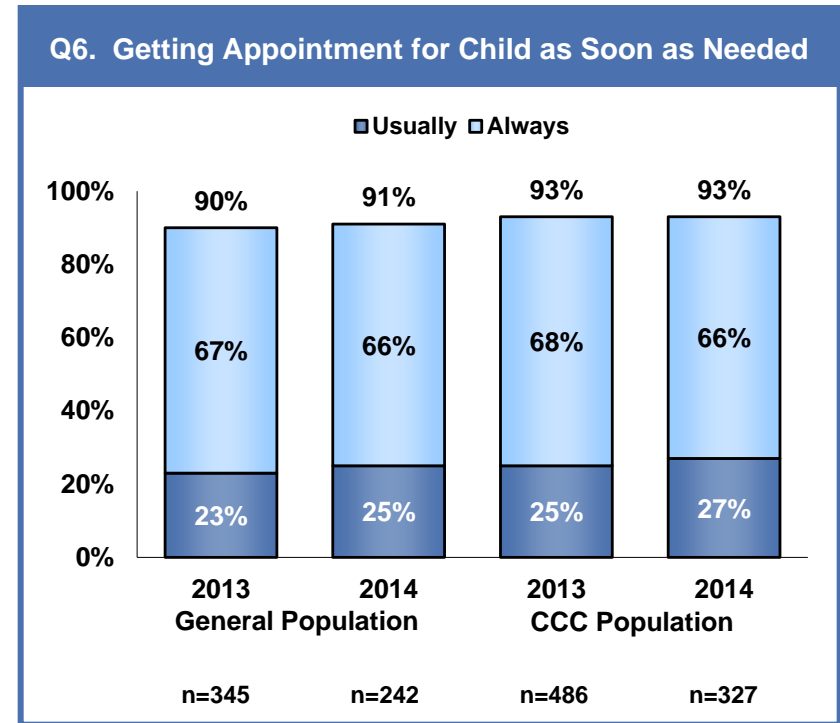 Q6. Getting Appointment for Child as Soon as Needed
Usually Always
100% 90% 91% 93% 93%
80%
60% 67% 66% 68% 66%
40%
20% 23% 25% 25% 27%
0%
2013 2014 2013 2014
General Population CCC Population
n=345 n=242 n=486 n=327